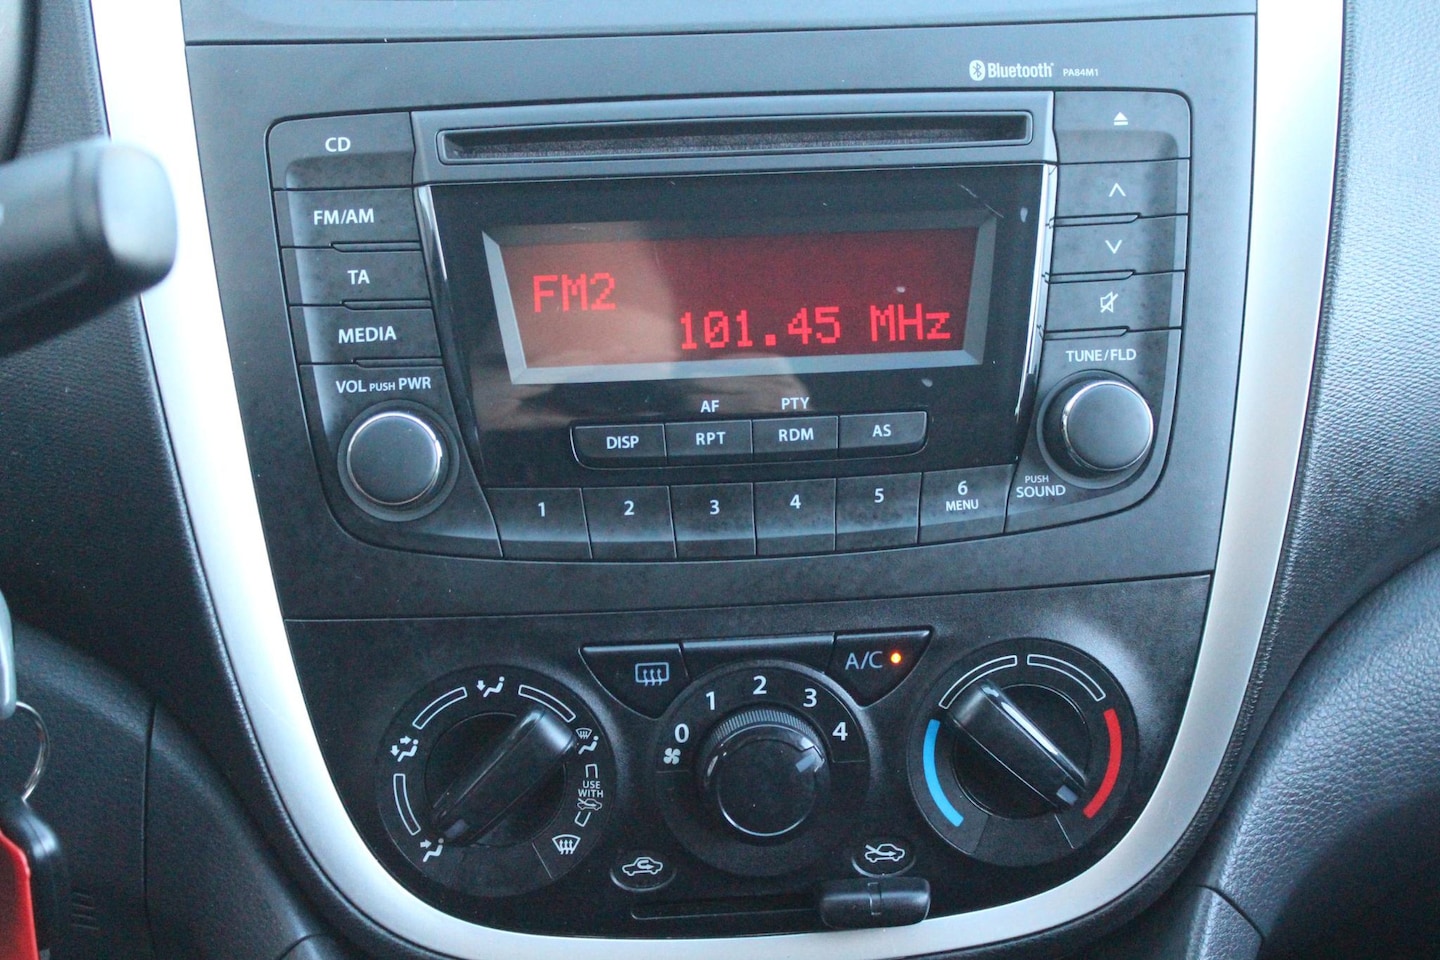 Bluetooth PA84M1
CD
FM/AM
TA
MEDIA
VOL PUSH PWR
FM2
101.45 MHz
TUNE/FLD
AF PTY
DISP RPT RDM AS
1 2 3 4 5 6
MENU
PUSH
SOUND
A/C
0 1 2 3 4
USE
WITH